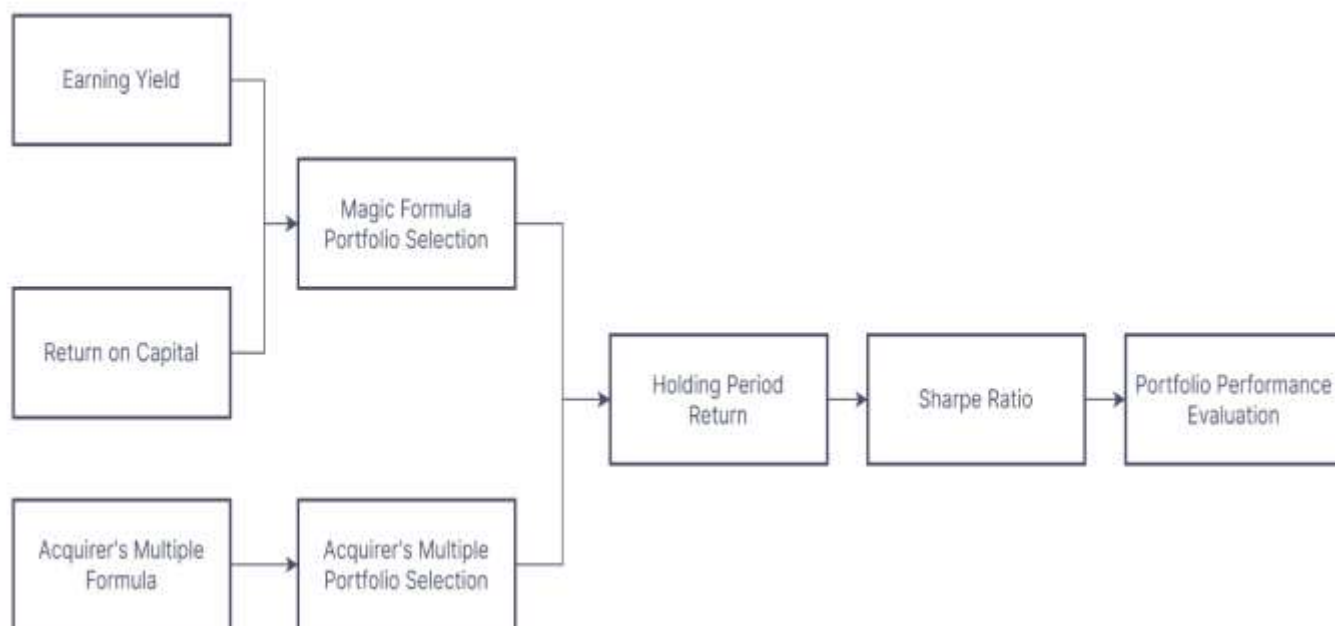 Earning Yield
Magic Formula
Portfolio Selection
Return on Capital
Holding Period
Return
Sharpe Ratio
Portfolio Performance
Evaluation
Acquirer's Multiple
Formula
Acquirer's Multiple
Portfolio Selection